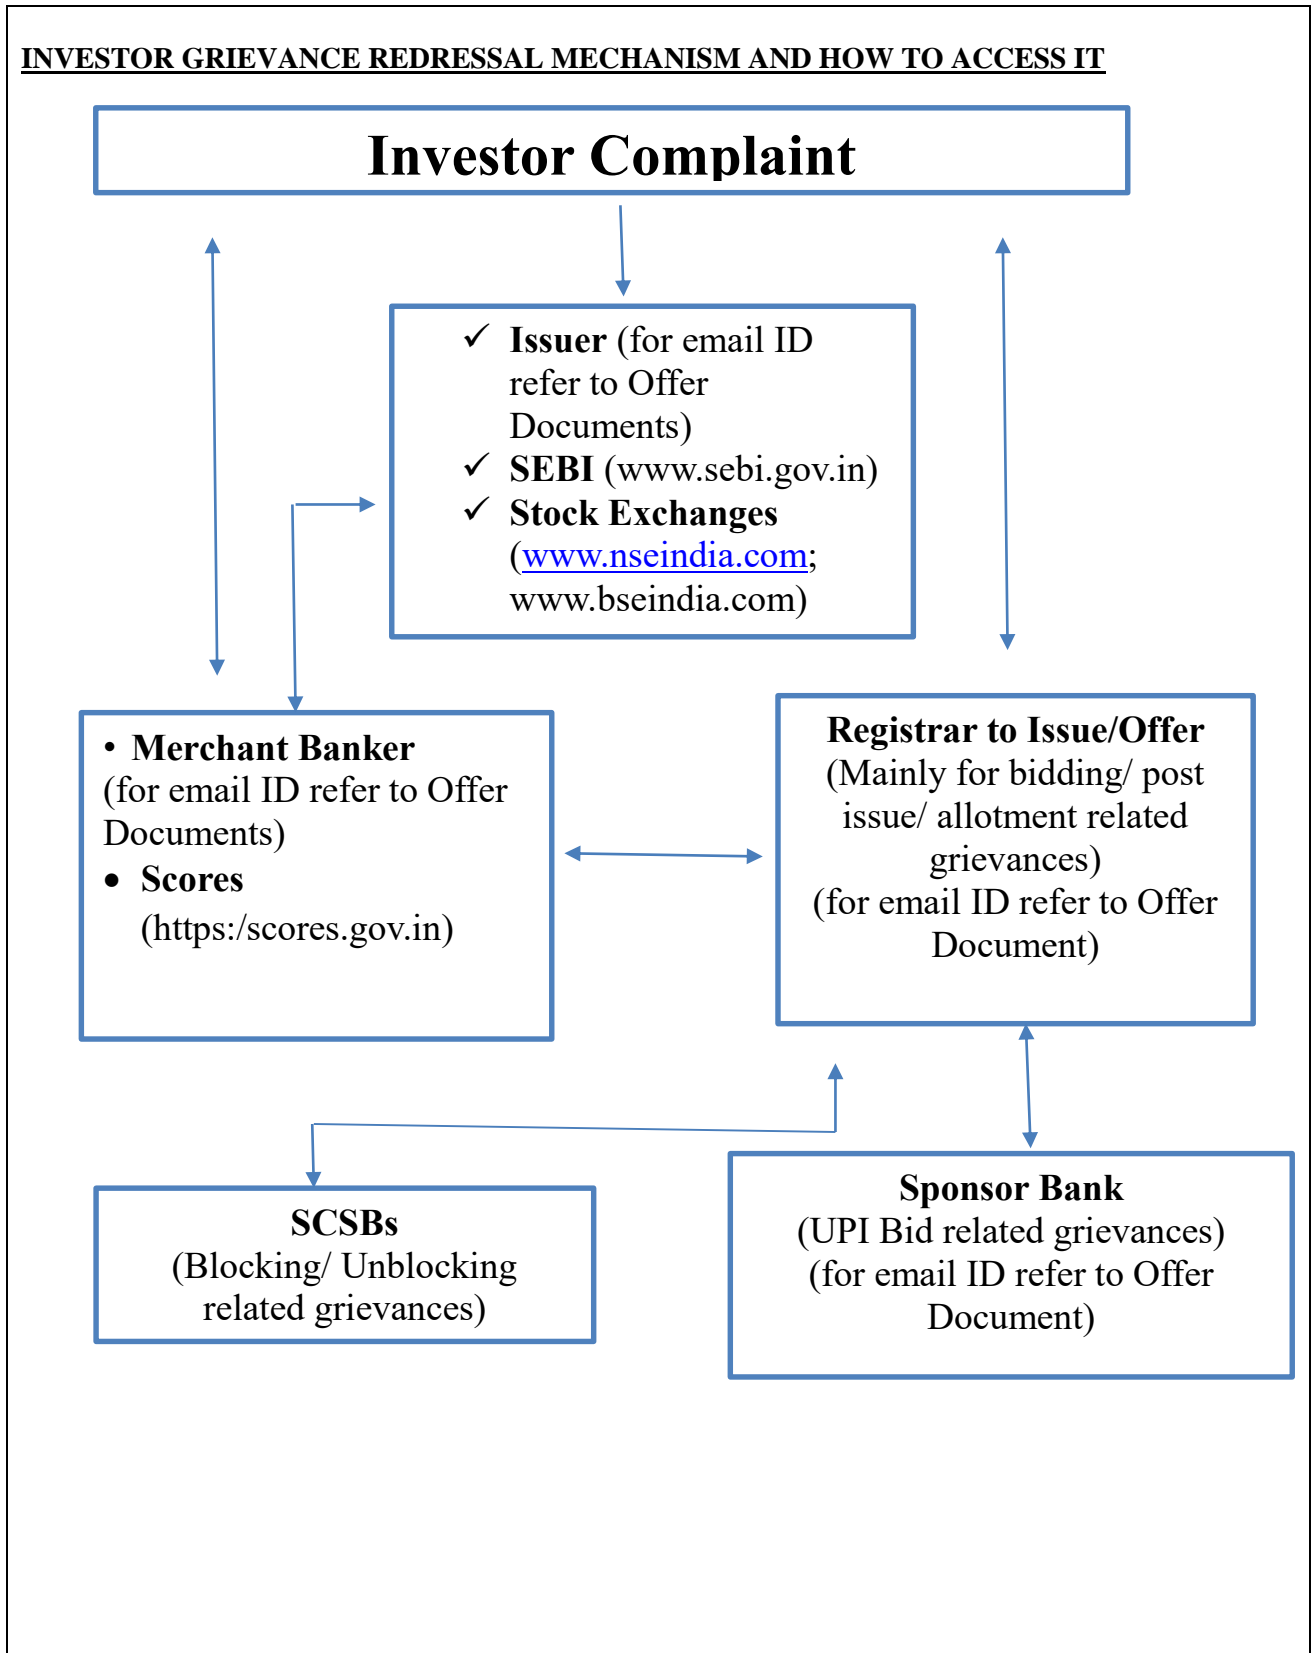 INVESTOR GRIEVANCE REDRESSAL MECHANISM AND HOW TO ACCESS IT
Investor Complaint
✓ Issuer (for email ID
refer to Offer
Documents)
✓ SEBI (www.sebi.gov.in)
✓ Stock Exchanges
(www.nseindia.com;
www.bseindia.com)
• Merchant Banker
(for email ID refer to Offer
Documents)
• Scores
(https:/scores.gov.in)
Registrar to Issue/Offer
(Mainly for bidding/ post
issue/ allotment related
grievances)
(for email ID refer to Offer
Document)
SCSBs
(Blocking/ Unblocking
related grievances)
Sponsor Bank
(UPI Bid related grievances)
(for email ID refer to Offer
Document)